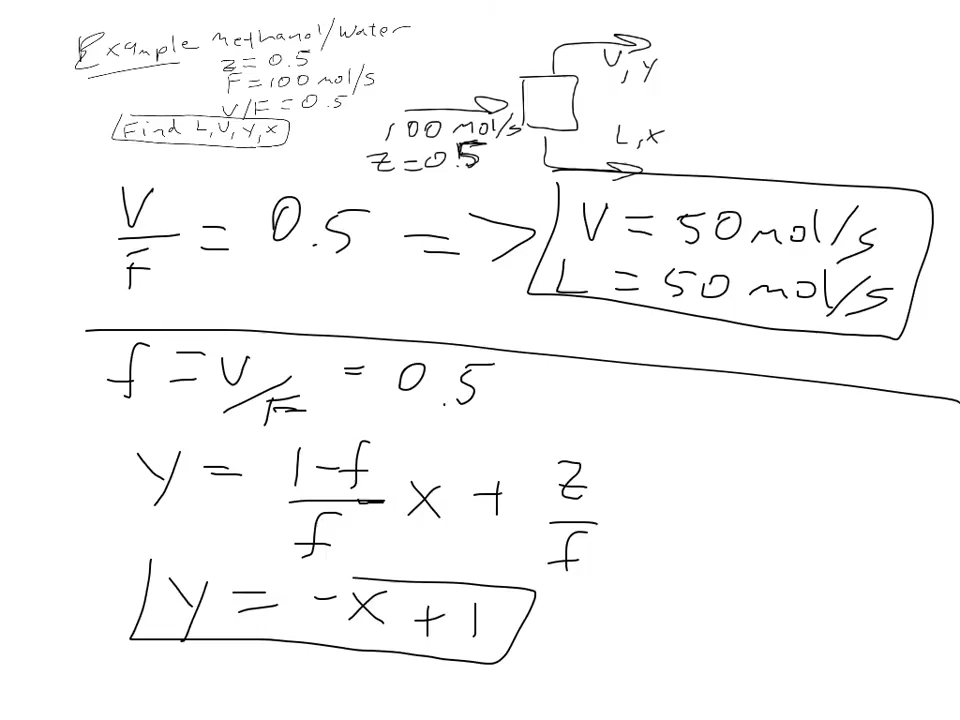 Example methanol/water
z = 0.5
F = 100 mol/s
V/F = 0.5
Find L, V, Y, X
100 mol/s
z = 0.5
V, Y
L, X
V/F = 0.5 => V = 50 mol/s
L = 50 mol/s
f = V/F = 0.5
y = 1-f/f x + z/f
y = -x + 1